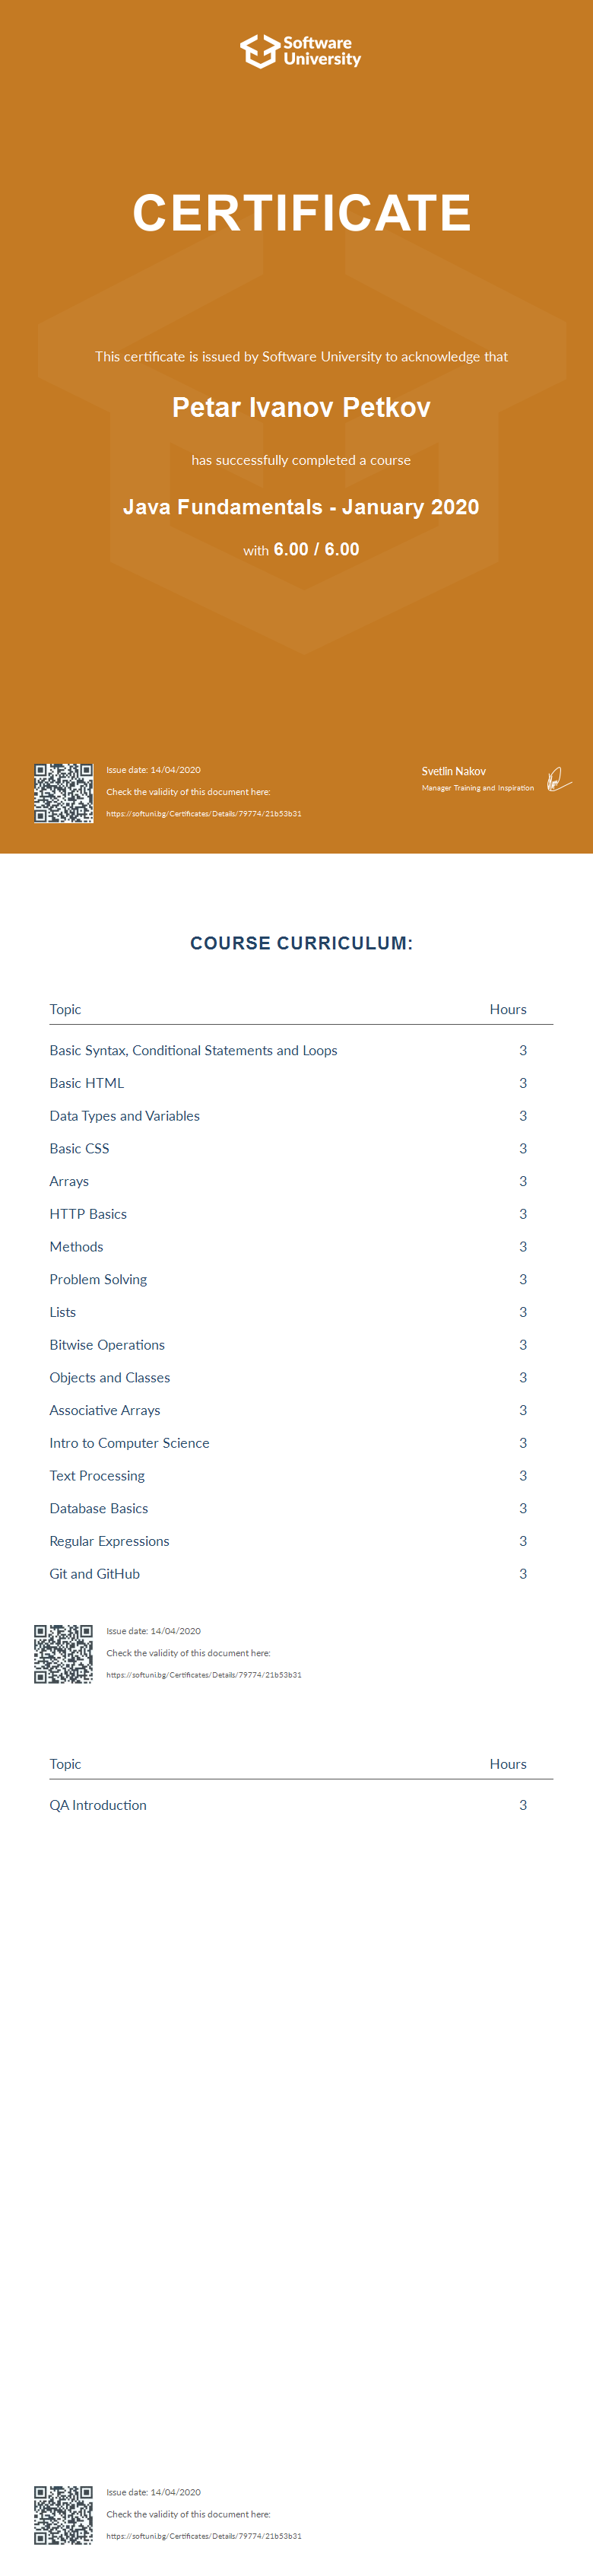 Software
University
CERTIFICATE
This certificate is issued by Software University to acknowledge that
Petar Ivanov Petkov
has successfully completed a course
Java Fundamentals - January 2020
with 6.00 / 6.00
Issue date: 14/04/2020
Check the validity of this document here:
https://softuni.bg/Certificates/Details/79774/21b53b31
Svetlin Nakov
Manager Training and Inspiration
COURSE CURRICULUM:
Topic Hours
Basic Syntax, Conditional Statements and Loops 3
Basic HTML 3
Data Types and Variables 3
Basic CSS 3
Arrays 3
HTTP Basics 3
Methods 3
Problem Solving 3
Lists 3
Bitwise Operations 3
Objects and Classes 3
Associative Arrays 3
Intro to Computer Science 3
Text Processing 3
Database Basics 3
Regular Expressions 3
Git and GitHub 3
Issue date: 14/04/2020
Check the validity of this document here:
https://softuni.bg/Certificates/Details/79774/21b53b31
Topic Hours
QA Introduction 3
Issue date: 14/04/2020
Check the validity of this document here:
https://softuni.bg/Certificates/Details/79774/21b53b31